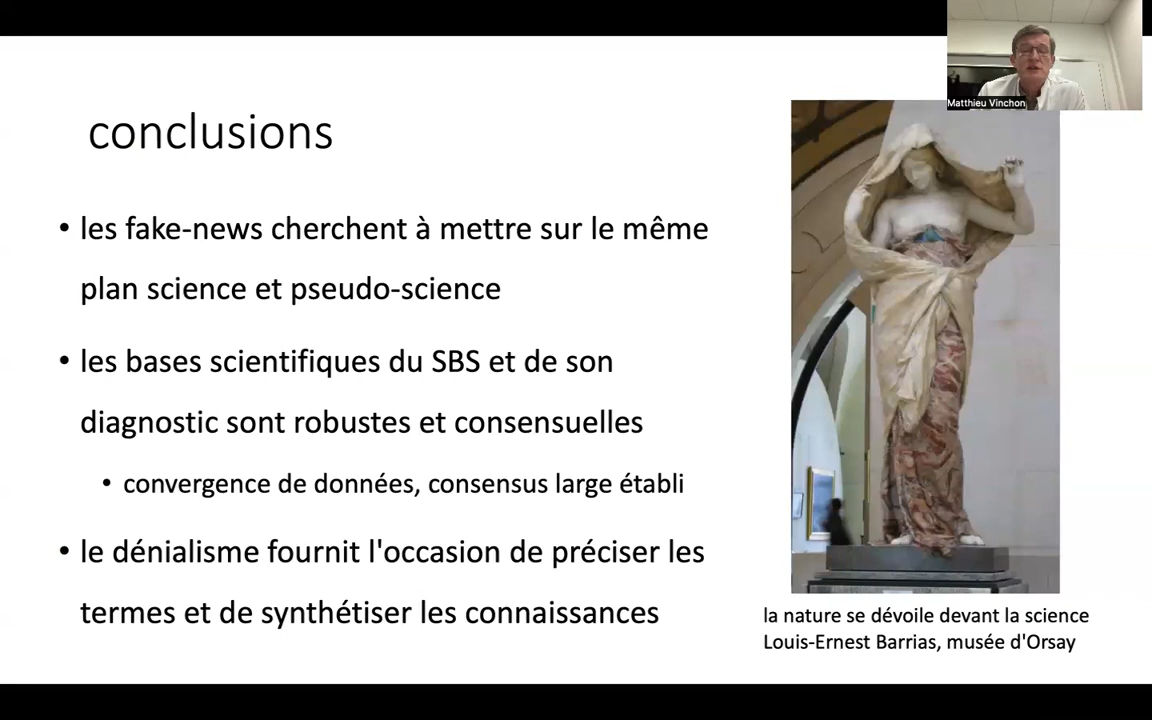 Matthieu Vinchon
conclusions
• les fake-news cherchent à mettre sur le même
plan science et pseudo-science
• les bases scientifiques du SBS et de son
diagnostic sont robustes et consensuelles
• convergence de données, consensus large établi
• le dénialisme fournit l'occasion de préciser les
termes et de synthétiser les connaissances
la nature se dévoile devant la science
Louis-Ernest Barrias, musée d'Orsay